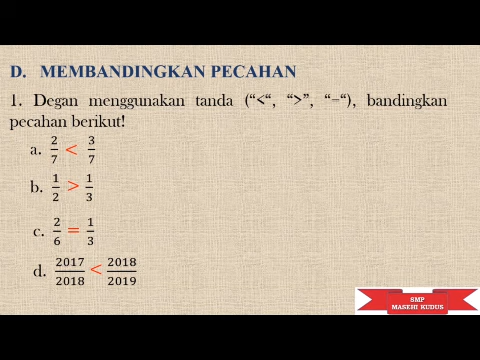 D. MEMBANDINGKAN PECAHAN
1. Degan menggunakan tanda (“<“, “>”, “=“), bandingkan
pecahan berikut!
a. 2/7 < 3/7
b. 1/2 > 1/3
c. 2/6 = 1/3
d. 2017/2018 < 2018/2019
SMP
MASEHI KUDUS